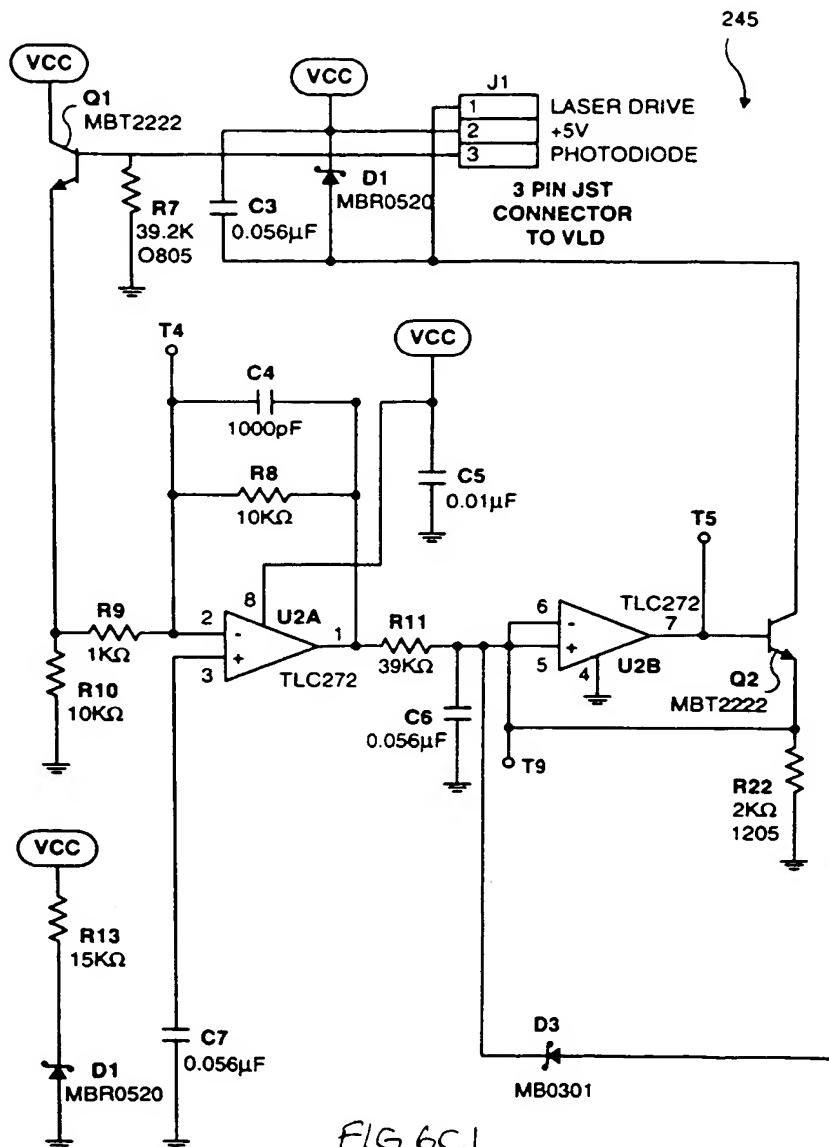 245
VCC
VCC
Q1
MBT2222
J1
1 LASER DRIVE
2 +5V
3 PHOTODIODE
3 PIN JST
CONNECTOR
TO VLD
R7
39.2K
O805
C3
0.056µF
D1
MBR0520
T4
VCC
C4
1000pF
R8
10KΩ
C5
0.01µF
T5
R9
1KΩ
R10
10KΩ
2
-
+
3
8
U2A
1
TLC272
R11
39KΩ
C6
0.056µF
6
-
+
5
4
TLC272
7
U2B
Q2
MBT2222
T9
R22
2KΩ
1205
VCC
R13
15KΩ
D1
MBR0520
C7
0.056µF
D3
MB0301
FIG 6C1